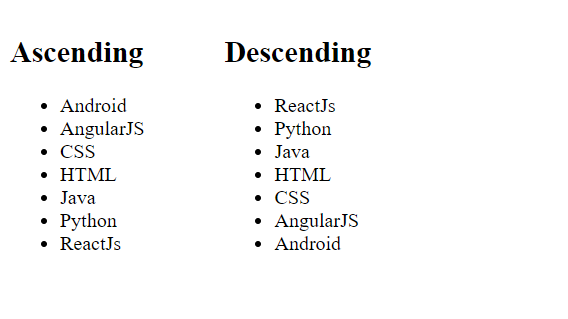 Ascending
Android
AngularJS
CSS
HTML
Java
Python
ReactJs
Descending
ReactJs
Python
Java
HTML
CSS
AngularJS
Android